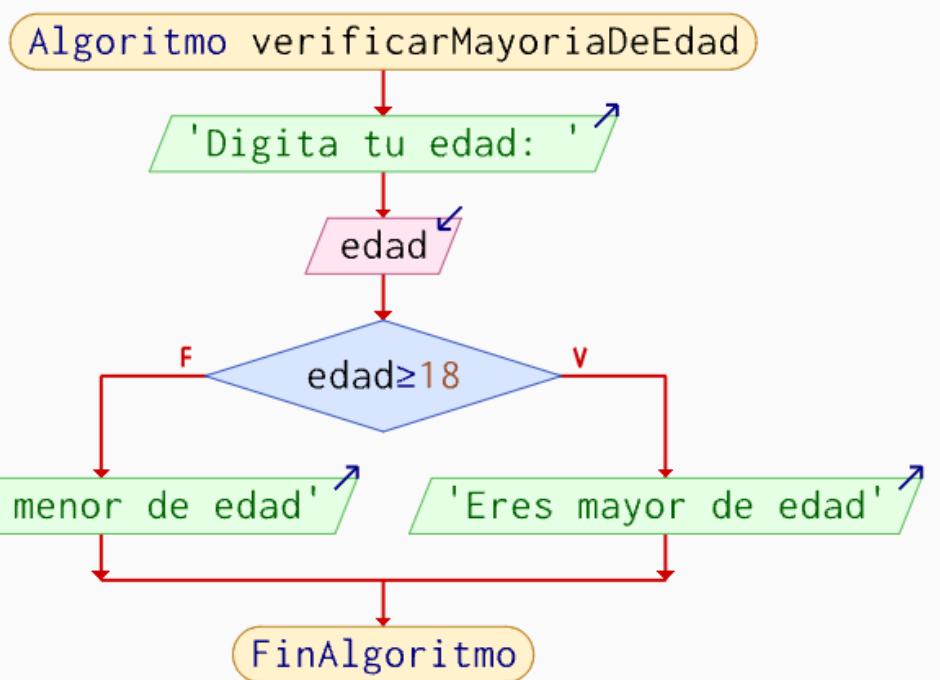 Algoritmo verificarMayoriaDeEdad
'Digita tu edad: '
edad
F
V
edad≥18
menor de edad'
'Eres mayor de edad'
FinAlgoritmo